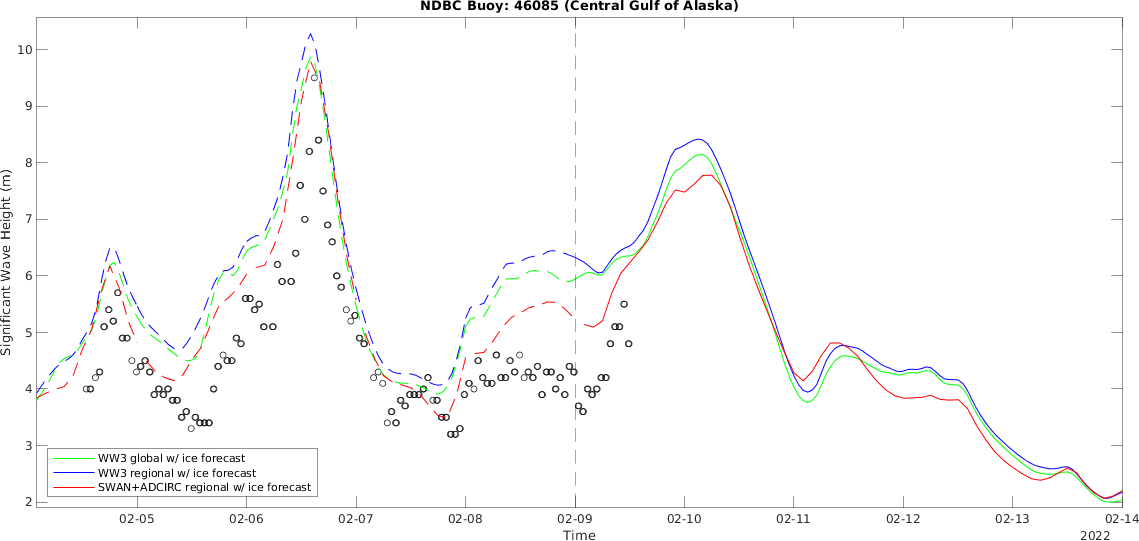 NDBC Buoy: 46085 (Central Gulf of Alaska)
10
9
8
7
6
5
4
3
2
Significant Wave Height (m)
WW3 global w/ ice forecast
WW3 regional w/ ice forecast
SWAN+ADCIRC regional w/ ice forecast
02-05 02-06 02-07 02-08 02-09 02-10 02-11 02-12 02-13 02-14
Time
2022